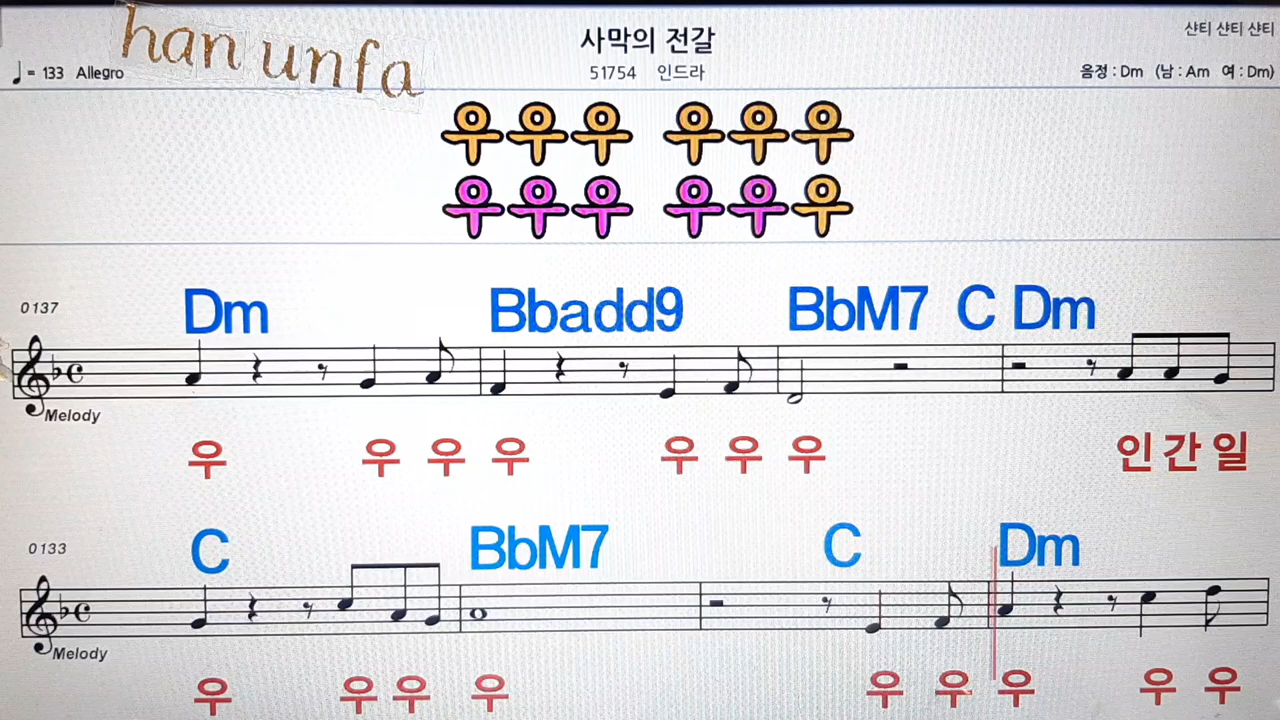 han unfa
사막의 전갈
샨티 샨티 샨티
♩= 133 Allegro
51754 인드라
음정 : Dm (남 : Am 여 : Dm)
우우우 우우우
우우우 우우우
0137
Dm Bbadd9 BbM7 C Dm
Melody
우 우 우 우 우 우 우 인 간 일
0133
C BbM7 C Dm
Melody
우 우 우 우 우 우 우 우 우